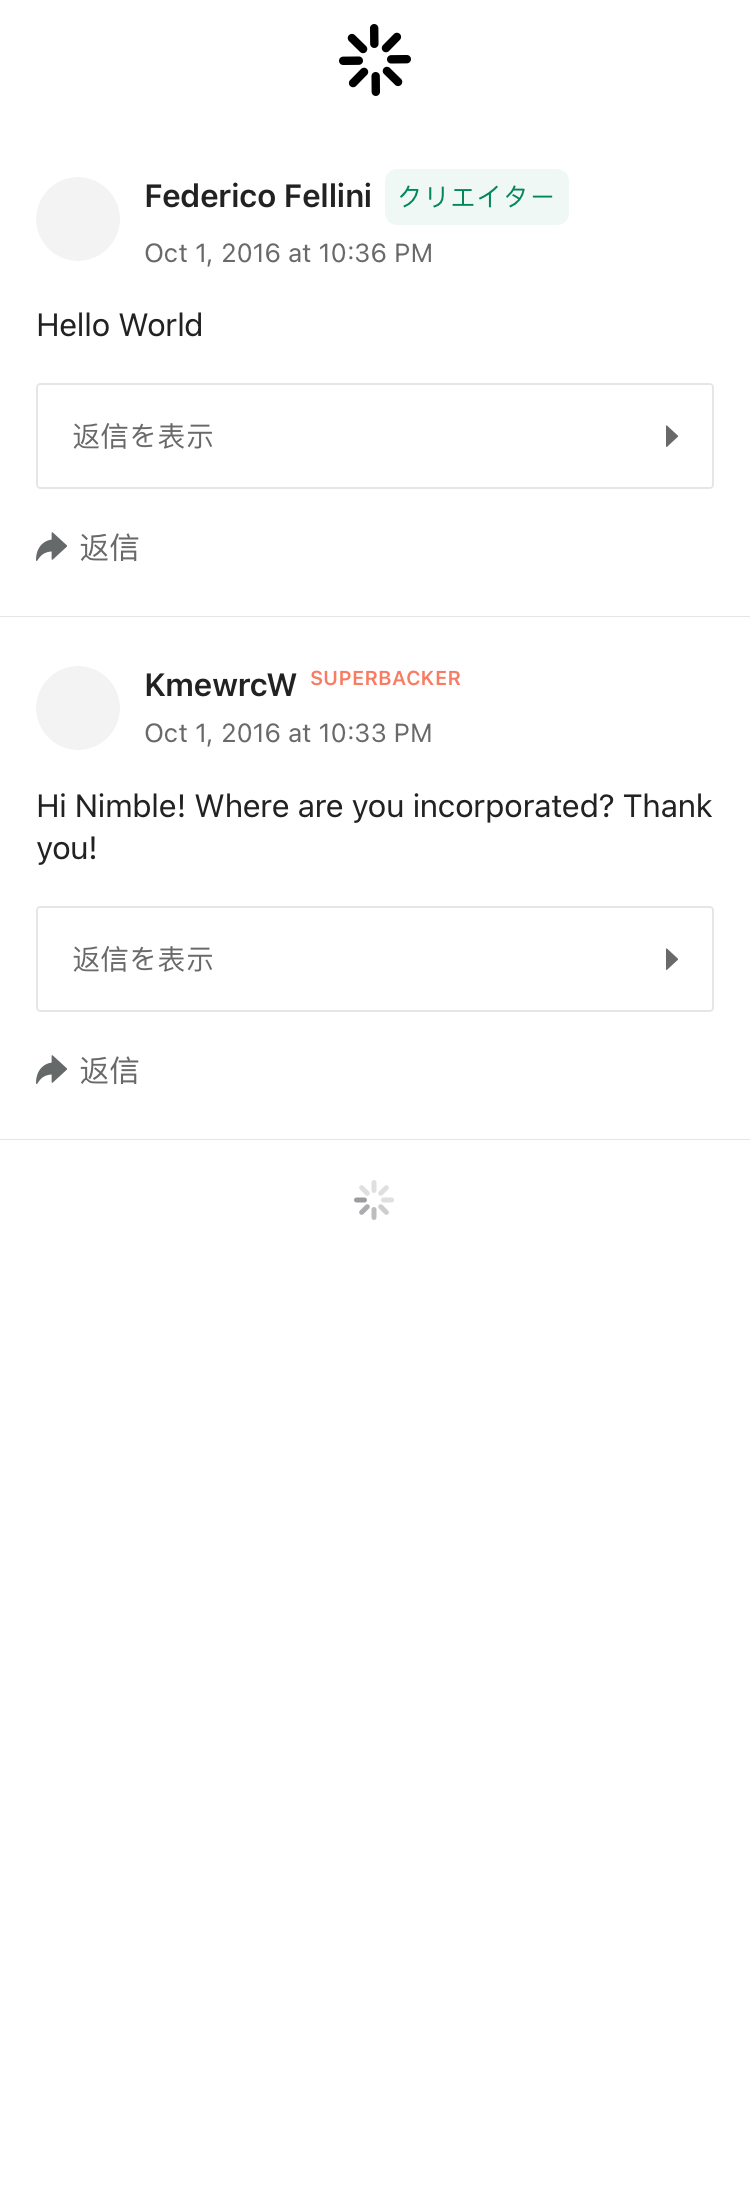 Federico Fellini クリエイター
Oct 1, 2016 at 10:36 PM
Hello World
返信を表示
返信
KmewrcW SUPERBACKER
Oct 1, 2016 at 10:33 PM
Hi Nimble! Where are you incorporated? Thank
you!
返信を表示
返信